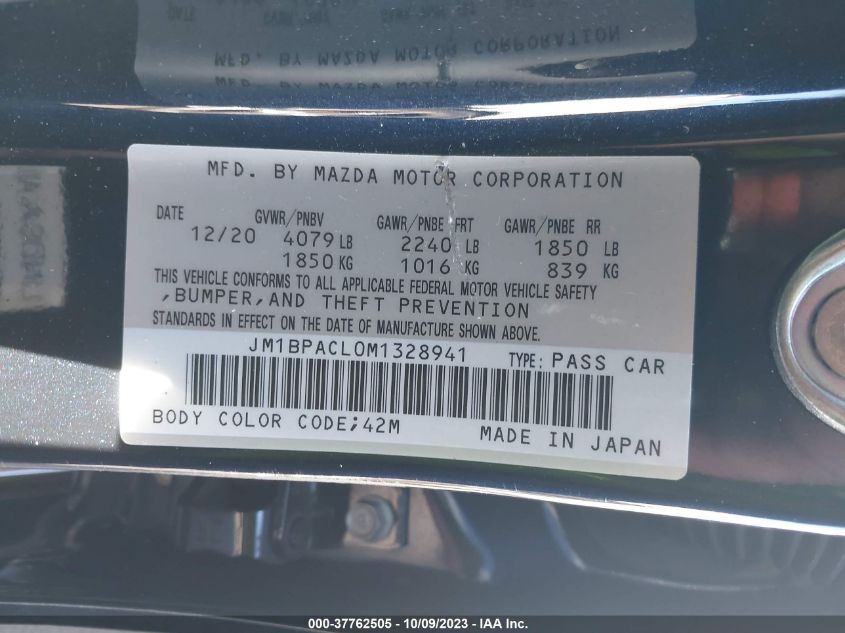 MFD. BY MAZDA MOTOR CORPORATION
MFD. BY MAZDA MOTOR CORPORATION
DATE GVWR/PNBV GAWR/PNBE FRT GAWR/PNBE RR
12/20 4079 LB 2240 LB 1850 LB
1850 KG 1016 KG 839 KG
THIS VEHICLE CONFORMS TO ALL APPLICABLE FEDERAL MOTOR VEHICLE SAFETY
,BUMPER,AND THEFT PREVENTION
STANDARDS IN EFFECT ON THE DATE OF MANUFACTURE SHOWN ABOVE.
JM1BPACL0M1328941 TYPE: PASS CAR
BODY COLOR CODE;42M
MADE IN JAPAN
000-37762505 - 10/09/2023 - IAA Inc.